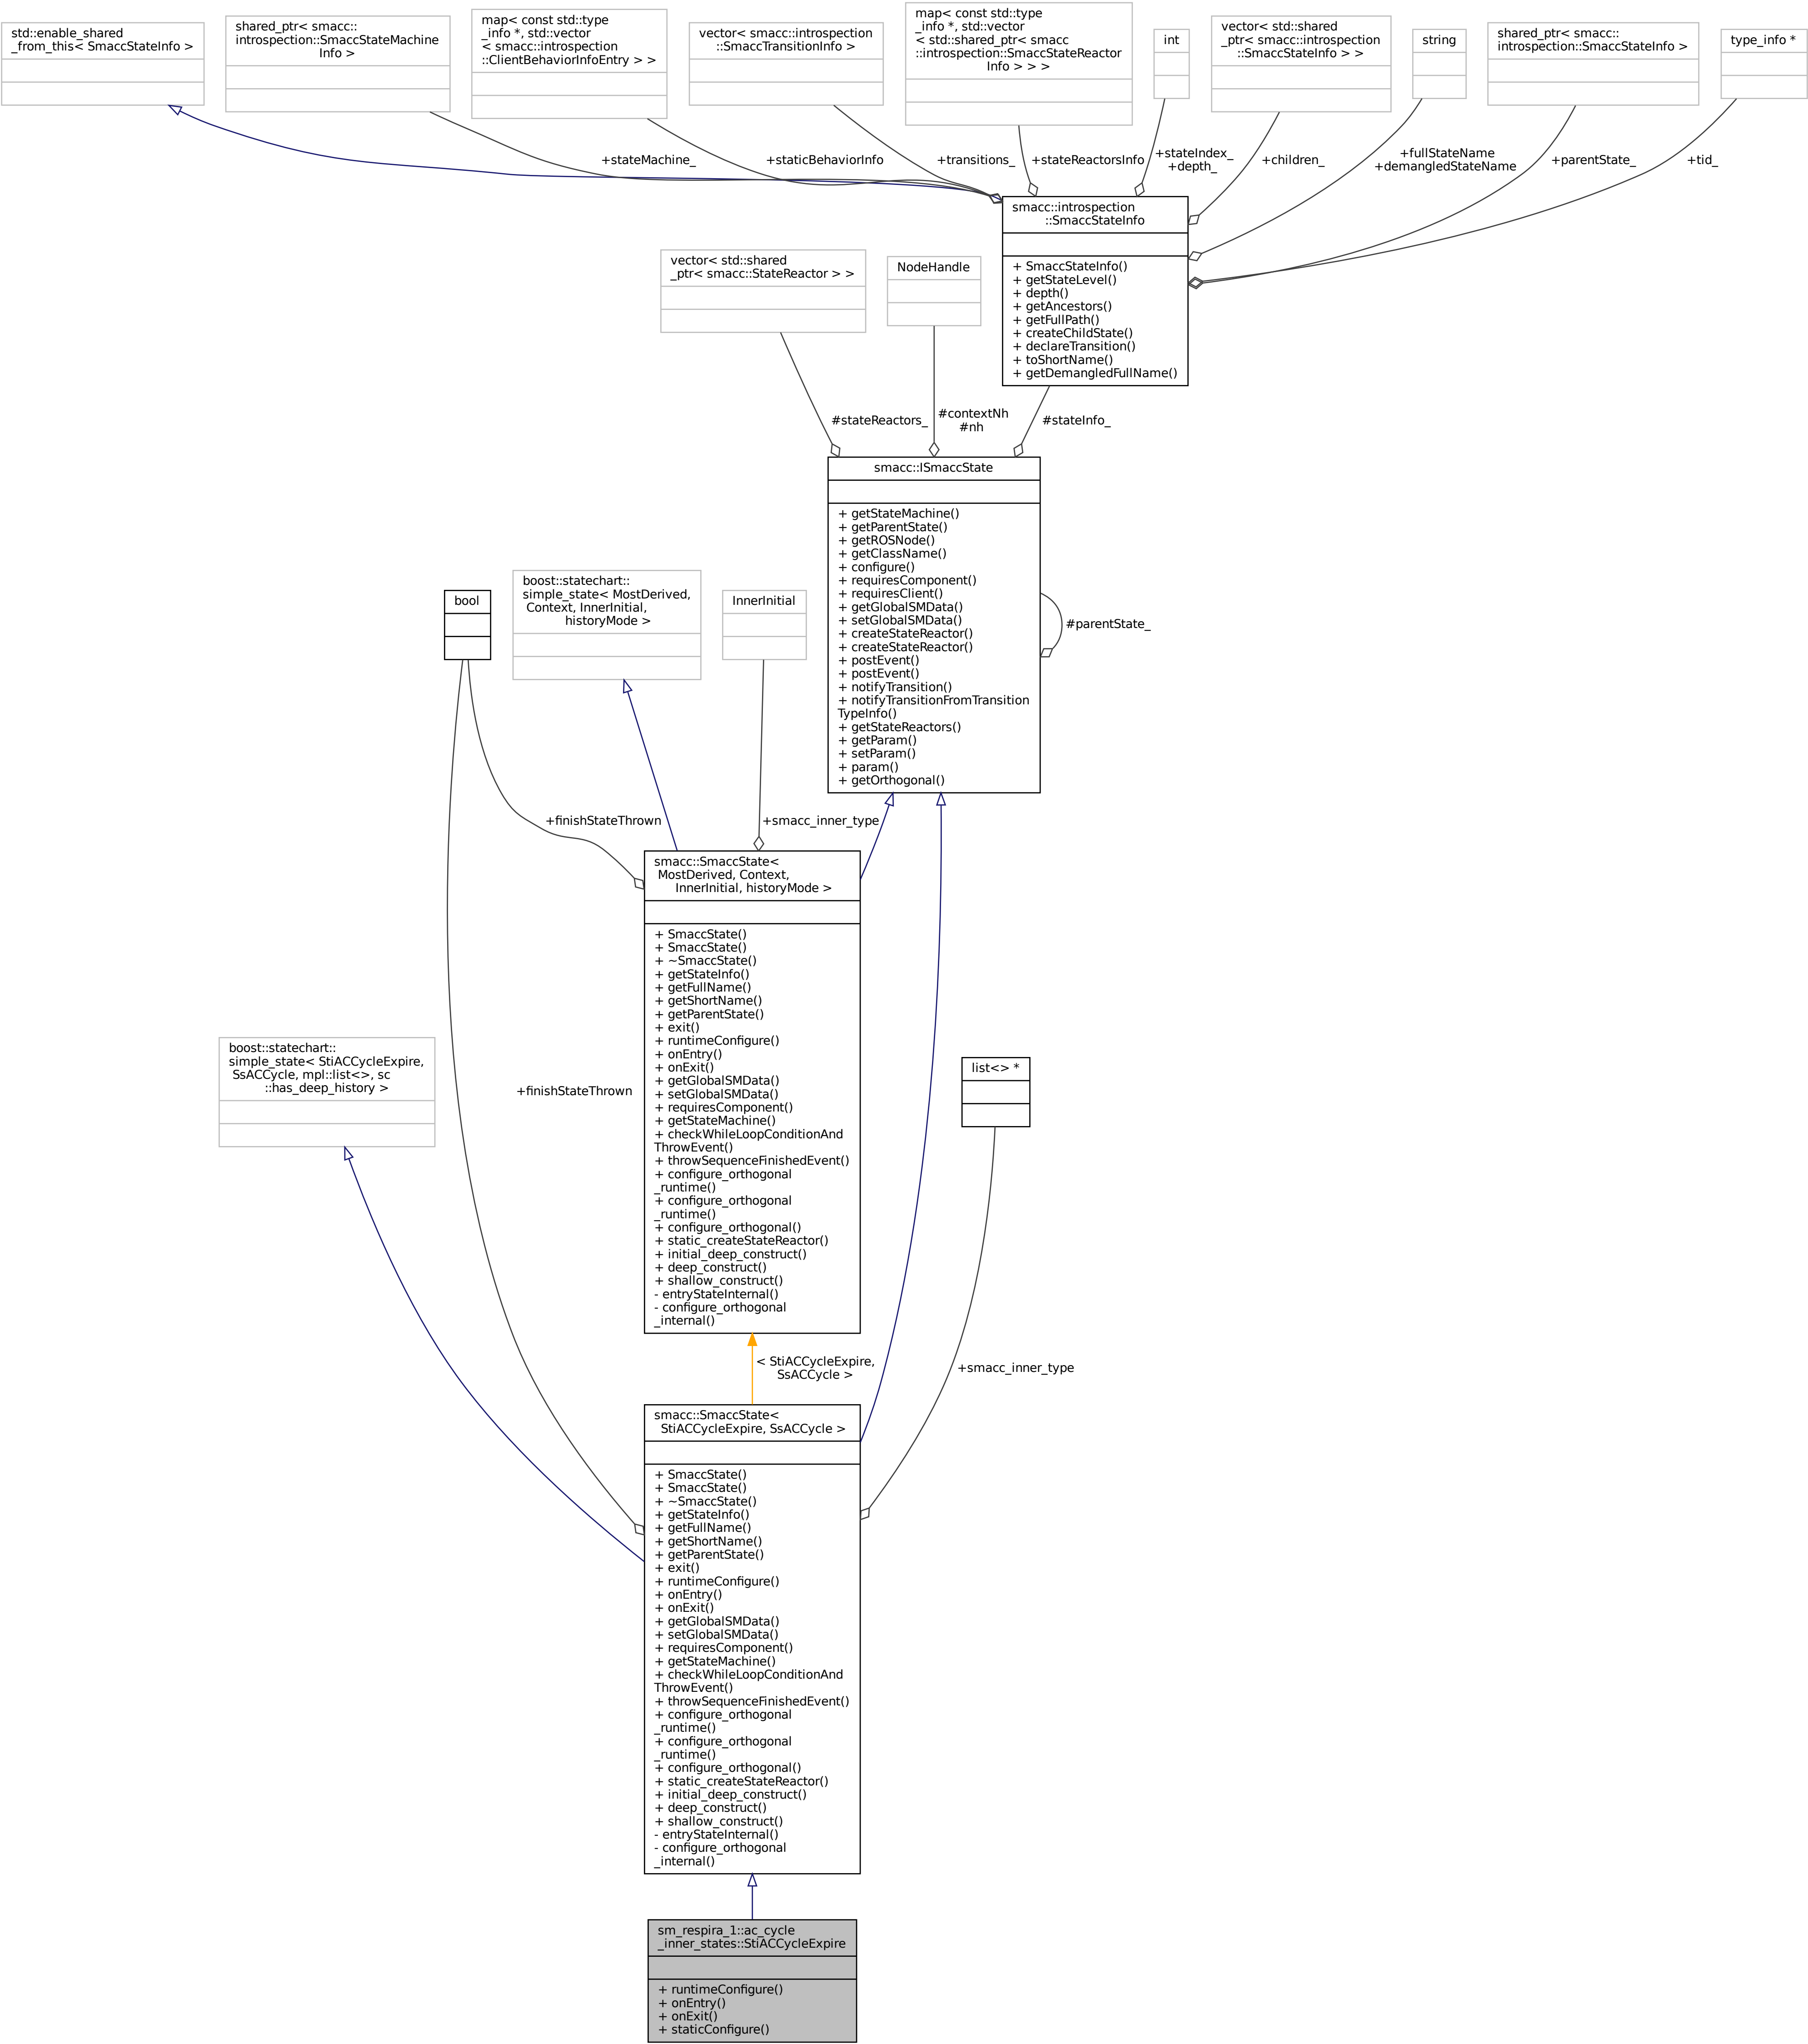 std::enable_shared
_from_this< SmaccStateInfo >
shared_ptr< smacc::
introspection::SmaccStateMachine
Info >
map< const std::type
_info *, std::vector
< smacc::introspection
::ClientBehaviorInfoEntry > >
vector< smacc::introspection
::SmaccTransitionInfo >
map< const std::type
_info *, std::vector
< std::shared_ptr< smacc
::introspection::SmaccStateReactor
Info > > >
int
vector< std::shared
_ptr< smacc::introspection
::SmaccStateInfo > >
string
shared_ptr< smacc::
introspection::SmaccStateInfo >
type_info *
+stateMachine_
+staticBehaviorInfo
+transitions_
+stateReactorsInfo
+stateIndex_
+depth_
+children_
+fullStateName
+demangledStateName
+parentState_
+tid_
smacc::introspection
::SmaccStateInfo
+ SmaccStateInfo()
+ getStateLevel()
+ depth()
+ getAncestors()
+ getFullPath()
+ createChildState()
+ declareTransition()
+ toShortName()
+ getDemangledFullName()
vector< std::shared
_ptr< smacc::StateReactor > >
NodeHandle
#stateReactors_
#contextNh
#nh
#stateInfo_
smacc::ISmaccState
+ getStateMachine()
+ getParentState()
+ getROSNode()
+ getClassName()
+ configure()
+ requiresComponent()
+ requiresClient()
+ getGlobalSMData()
+ setGlobalSMData()
+ createStateReactor()
+ createStateReactor()
+ postEvent()
+ postEvent()
+ notifyTransition()
+ notifyTransitionFromTransition
TypeInfo()
+ getStateReactors()
+ getParam()
+ setParam()
+ param()
+ getOrthogonal()
#parentState_
bool
boost::statechart::
simple_state< MostDerived,
Context, InnerInitial,
historyMode >
InnerInitial
+finishStateThrown
+smacc_inner_type
smacc::SmaccState<
MostDerived, Context,
InnerInitial, historyMode >
+ SmaccState()
+ SmaccState()
+ ~SmaccState()
+ getStateInfo()
+ getFullName()
+ getShortName()
+ getParentState()
+ exit()
+ runtimeConfigure()
+ onEntry()
+ onExit()
+ getGlobalSMData()
+ setGlobalSMData()
+ requiresComponent()
+ getStateMachine()
+ checkWhileLoopConditionAnd
ThrowEvent()
+ throwSequenceFinishedEvent()
+ configure_orthogonal
_runtime()
+ configure_orthogonal
_runtime()
+ configure_orthogonal()
+ static_createStateReactor()
+ initial_deep_construct()
+ deep_construct()
+ shallow_construct()
- entryStateInternal()
- configure_orthogonal
_internal()
boost::statechart::
simple_state< StiACCycleExpire,
SsACCycle, mpl::list<>, sc
::has_deep_history >
+finishStateThrown
list<> *
< StiACCycleExpire,
SsACCycle >
+smacc_inner_type
smacc::SmaccState<
StiACCycleExpire, SsACCycle >
+ SmaccState()
+ SmaccState()
+ ~SmaccState()
+ getStateInfo()
+ getFullName()
+ getShortName()
+ getParentState()
+ exit()
+ runtimeConfigure()
+ onEntry()
+ onExit()
+ getGlobalSMData()
+ setGlobalSMData()
+ requiresComponent()
+ getStateMachine()
+ checkWhileLoopConditionAnd
ThrowEvent()
+ throwSequenceFinishedEvent()
+ configure_orthogonal
_runtime()
+ configure_orthogonal
_runtime()
+ configure_orthogonal()
+ static_createStateReactor()
+ initial_deep_construct()
+ deep_construct()
+ shallow_construct()
- entryStateInternal()
- configure_orthogonal
_internal()
sm_respira_1::ac_cycle
_inner_states::StiACCycleExpire
+ runtimeConfigure()
+ onEntry()
+ onExit()
+ staticConfigure()